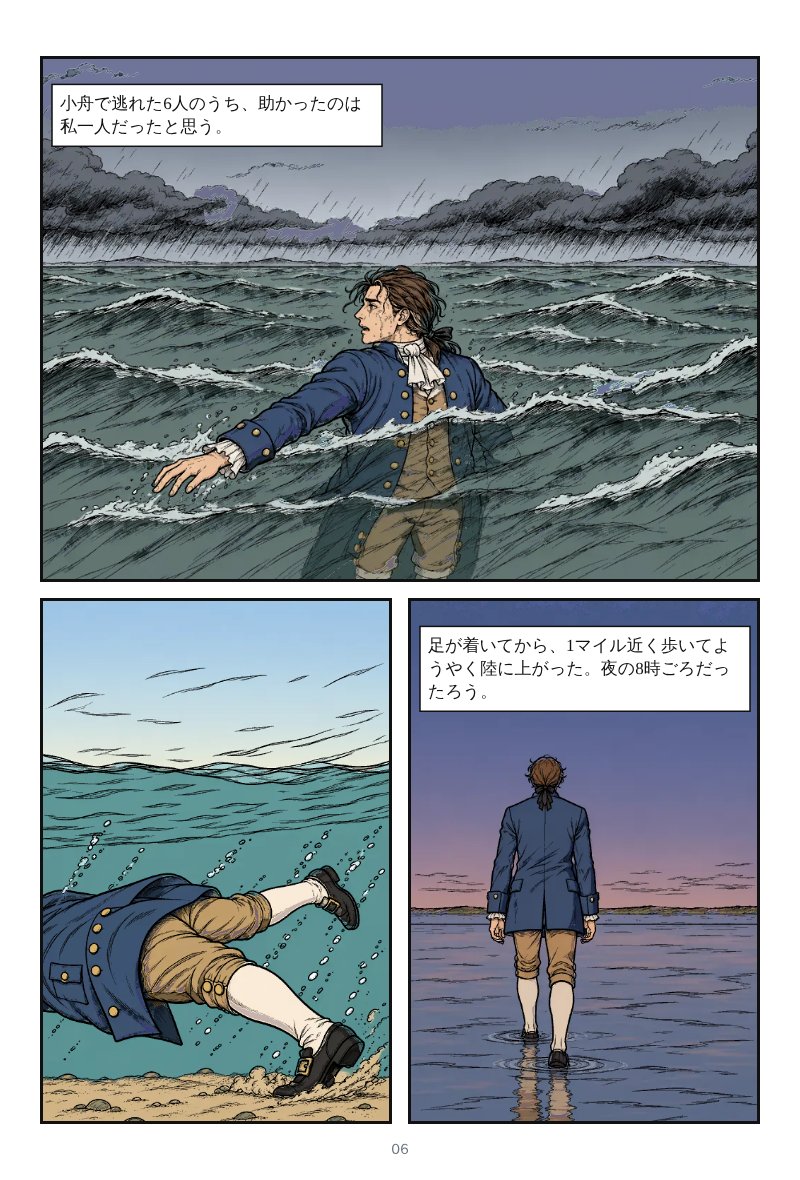 小舟で逃れた6人のうち、助かったのは
私一人だったと思う。
足が着いてから、1マイル近く歩いてよ
うやく陸に上がった。夜の8時ごろだっ
たろう。
06